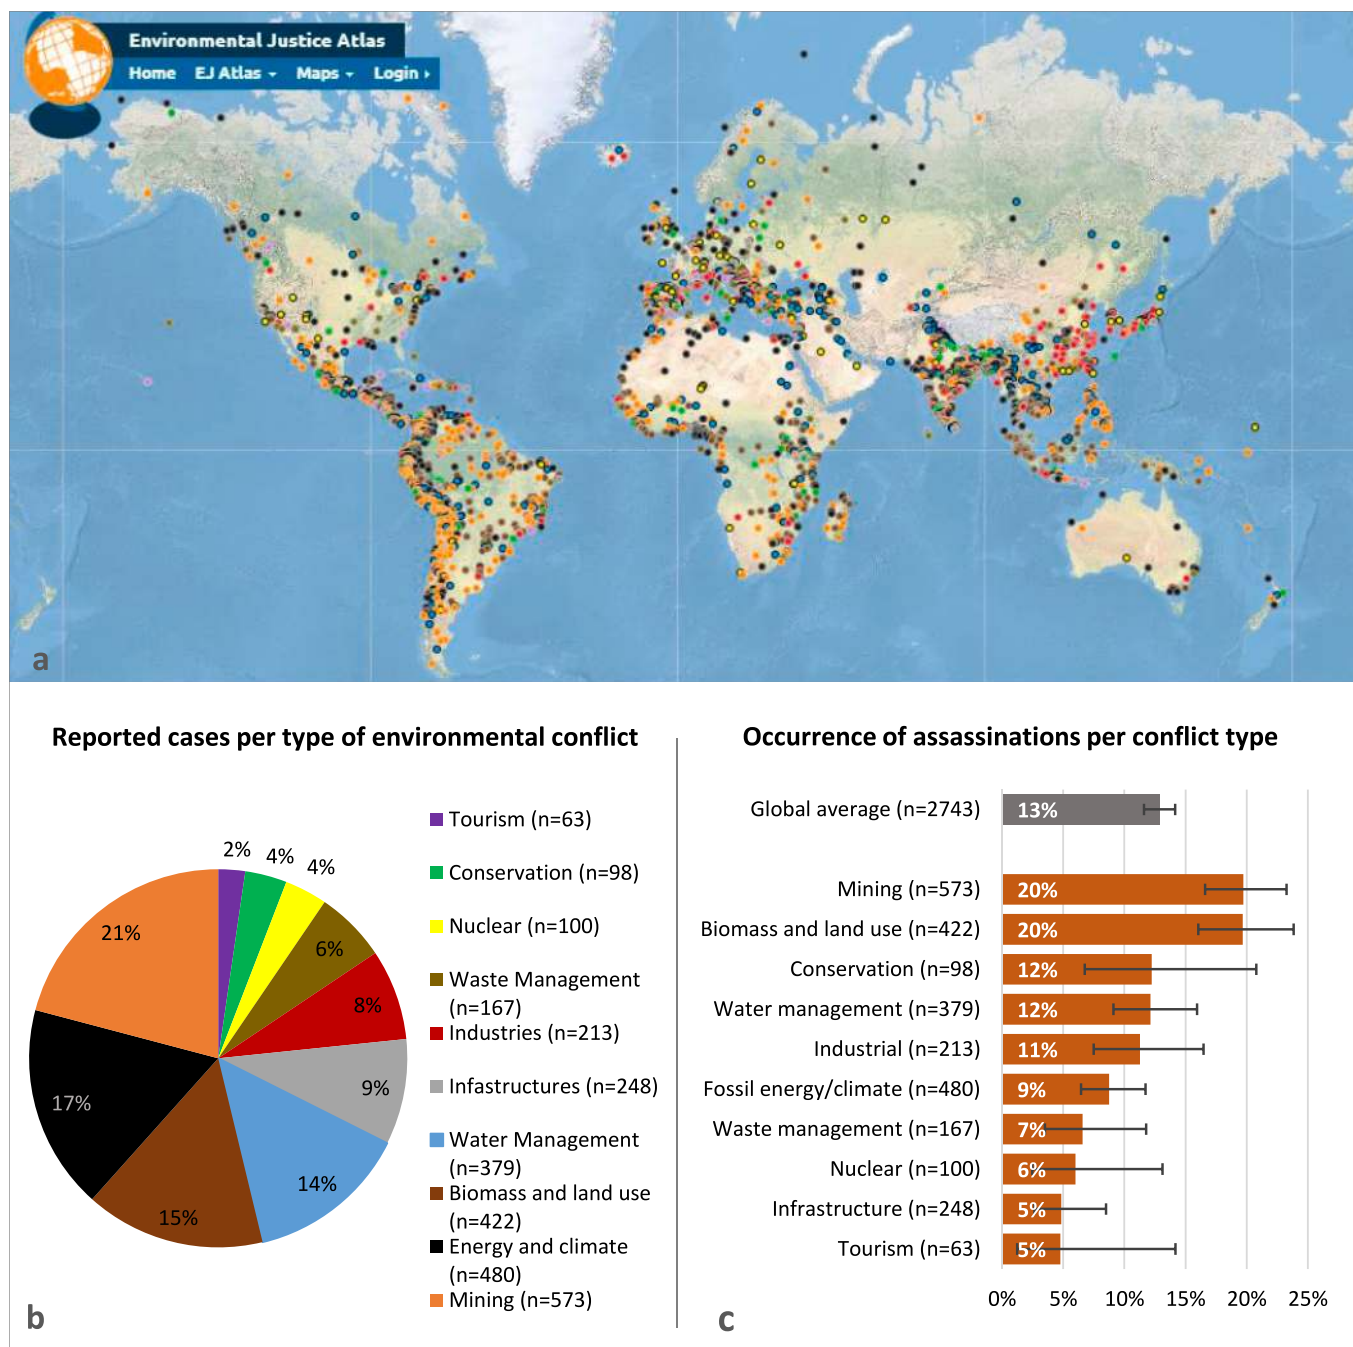 Environmental Justice Atlas
Home EJ Atlas Maps Login
a
Reported cases per type of environmental conflict
2%
4%
4%
6%
8%
9%
14%
15%
17%
21%
Tourism (n=63)
Conservation (n=98)
Nuclear (n=100)
Waste Management
(n=167)
Industries (n=213)
Infastructures (n=248)
Water Management
(n=379)
Biomass and land use
(n=422)
Energy and climate
(n=480)
Mining (n=573)
b
Occurrence of assassinations per conflict type
Global average (n=2743) 13%
Mining (n=573) 20%
Biomass and land use (n=422) 20%
Conservation (n=98) 12%
Water management (n=379) 12%
Industrial (n=213) 11%
Fossil energy/climate (n=480) 9%
Waste management (n=167) 7%
Nuclear (n=100) 6%
Infrastructure (n=248) 5%
Tourism (n=63) 5%
0% 5% 10% 15% 20% 25%
c